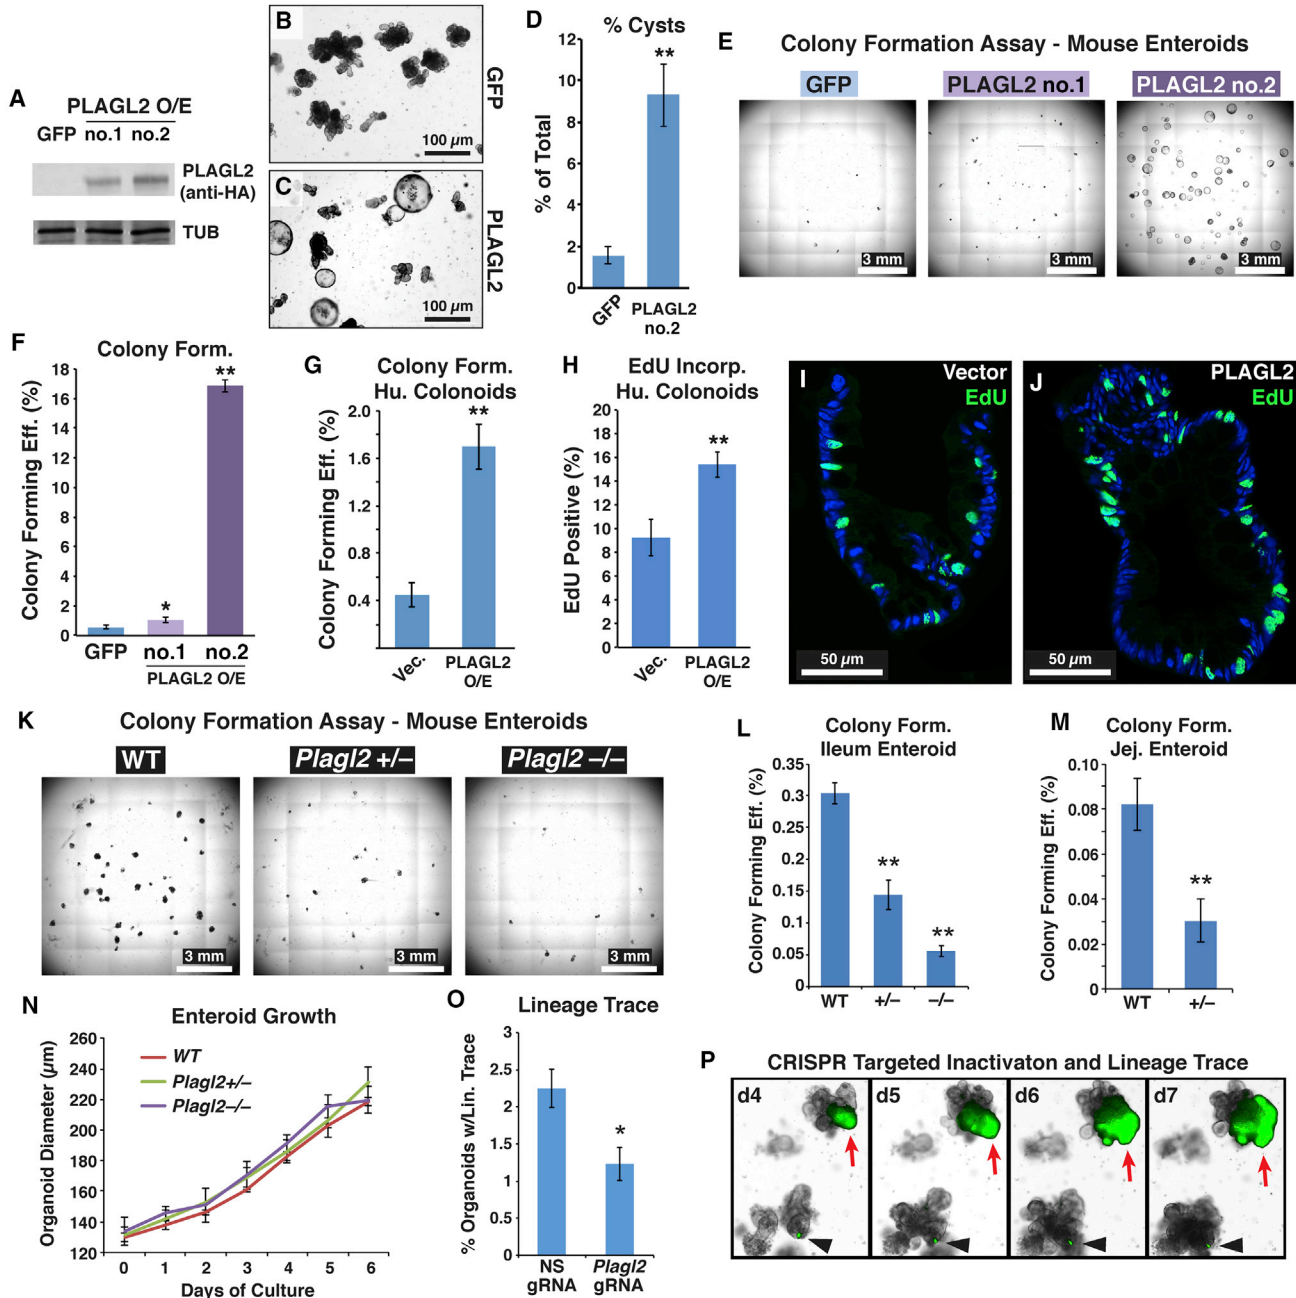 A
PLAGL2 O/E
GFP no.1 no.2
PLAGL2
(anti-HA)
TUB
B
GFP
100 µm
C
PLAGL2
100 µm
D
% Cysts
% of Total
12
10
8
6
4
2
0
**
GFP
PLAGL2
no.2
E
Colony Formation Assay - Mouse Enteroids
GFP
PLAGL2 no.1
PLAGL2 no.2
3 mm
3 mm
3 mm
F
Colony Form.
Colony Forming Eff. (%)
18
16
14
12
10
8
6
4
2
0
*
**
GFP no.1 no.2
PLAGL2 O/E
G
Colony Form.
Hu. Colonoids
Colony Forming Eff. (%)
2.0
1.6
1.2
0.8
0.4
**
Vec.
PLAGL2
O/E
H
EdU Incorp.
Hu. Colonoids
EdU Positive (%)
20
18
16
14
12
10
8
6
4
2
0
**
Vec.
PLAGL2
O/E
I
Vector
EdU
50 µm
J
PLAGL2
EdU
50 µm
K
Colony Formation Assay - Mouse Enteroids
WT
Plagl2 +/–
Plagl2 –/–
3 mm
3 mm
3 mm
L
Colony Form.
Ileum Enteroid
Colony Forming Eff. (%)
0.35
0.3
0.25
0.2
0.15
0.1
0.05
0
**
**
WT +/– –/–
M
Colony Form.
Jej. Enteroid
Colony Forming Eff. (%)
0.10
0.08
0.06
0.04
0.02
0
**
WT +/–
N
Enteroid Growth
Organoid Diameter (µm)
260
240
220
200
180
160
140
120
WT
Plagl2+/–
Plagl2–/–
0 1 2 3 4 5 6
Days of Culture
O
Lineage Trace
% Organoids w/Lin. Trace
3
2.5
2
1.5
1
0.5
0
*
NS
gRNA
Plagl2
gRNA
P
CRISPR Targeted Inactivaton and Lineage Trace
d4
d5
d6
d7